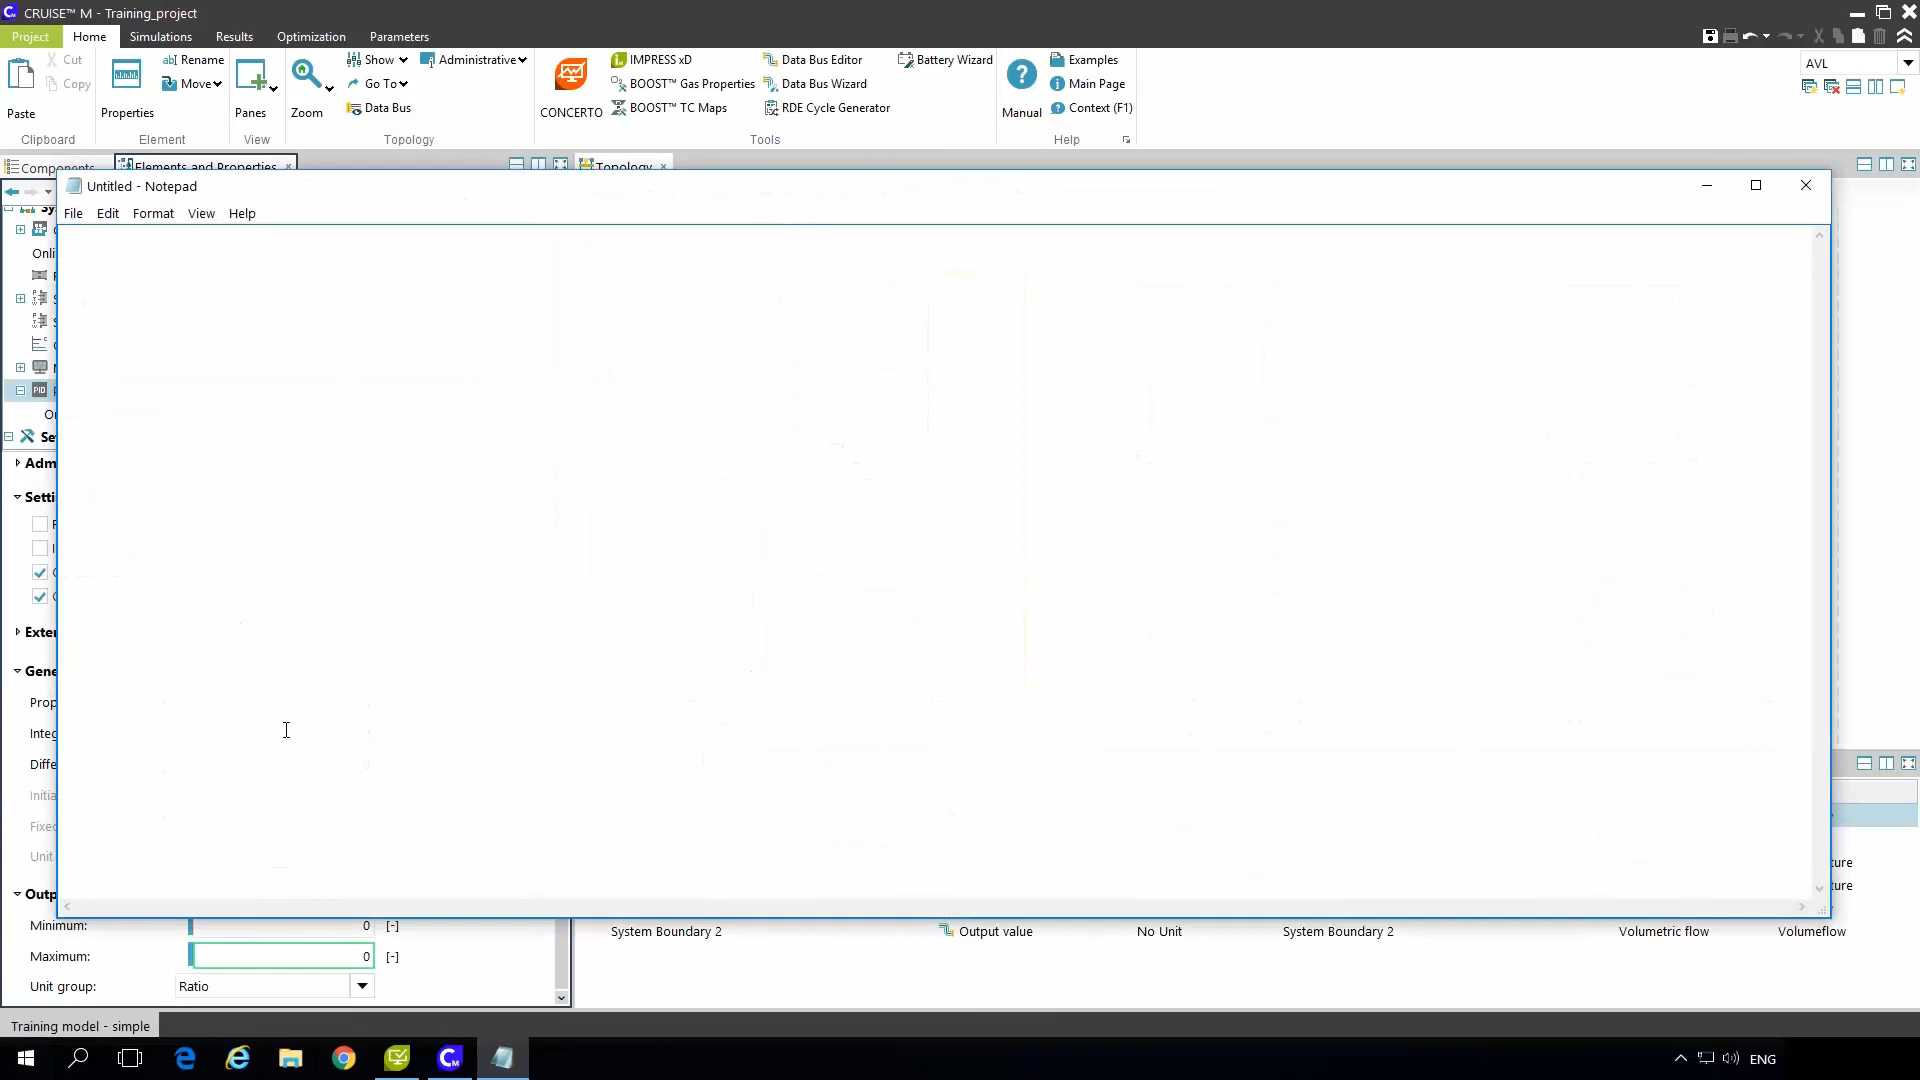 CRUISE™ M - Training_project
Project Home Simulations Results Optimization Parameters
Cut
Copy
Paste
Clipboard
Properties
Rename
Move
Element
Panes
View
Zoom
Show
Go To
Data Bus
Administrative
Topology
CONCERTO
IMPRESS xD
BOOST™ Gas Properties
BOOST™ TC Maps
Data Bus Editor
Data Bus Wizard
RDE Cycle Generator
Battery Wizard
Tools
Manual
Examples
Main Page
Context (F1)
Help
AVL
Components
Elements and Properties
Topology
Untitled - Notepad
File Edit Format View Help
Onli
PID
Se
Adm
Setti
Exter
Gene
Prop
Integ
Diffe
Initia
Fixed
Unit
Outp
Minimum: 0 [-]
Maximum: 0 [-]
Unit group: Ratio
ture
ture
System Boundary 2 Output value No Unit System Boundary 2 Volumetric flow Volumeflow
Training model - simple
ENG